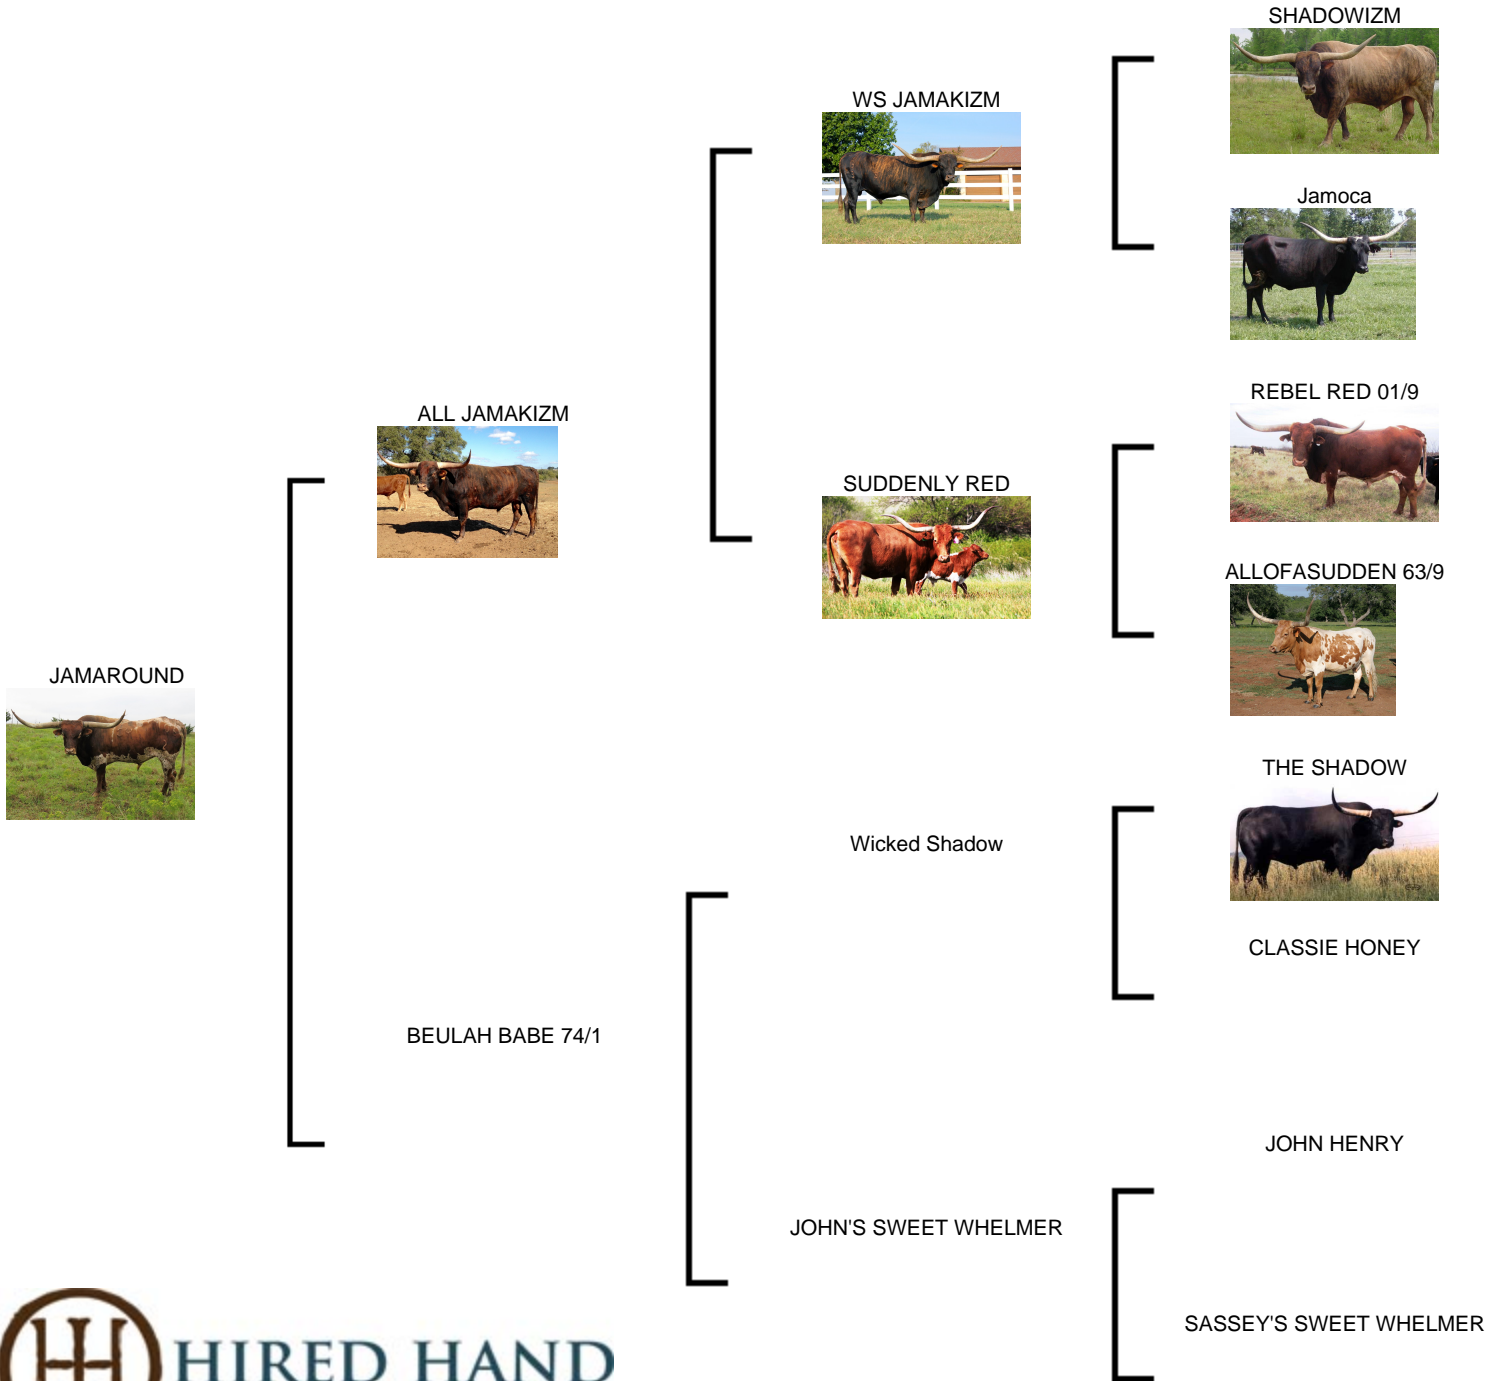 SHADOWIZM
WS JAMAKIZM
Jamoca
REBEL RED 01/9
ALL JAMAKIZM
SUDDENLY RED
ALLOFASUDDEN 63/9
JAMAROUND
THE SHADOW
Wicked Shadow
CLASSIE HONEY
BEULAH BABE 74/1
JOHN HENRY
JOHN'S SWEET WHELMER
SASSEY'S SWEET WHELMER
HIRED HAND